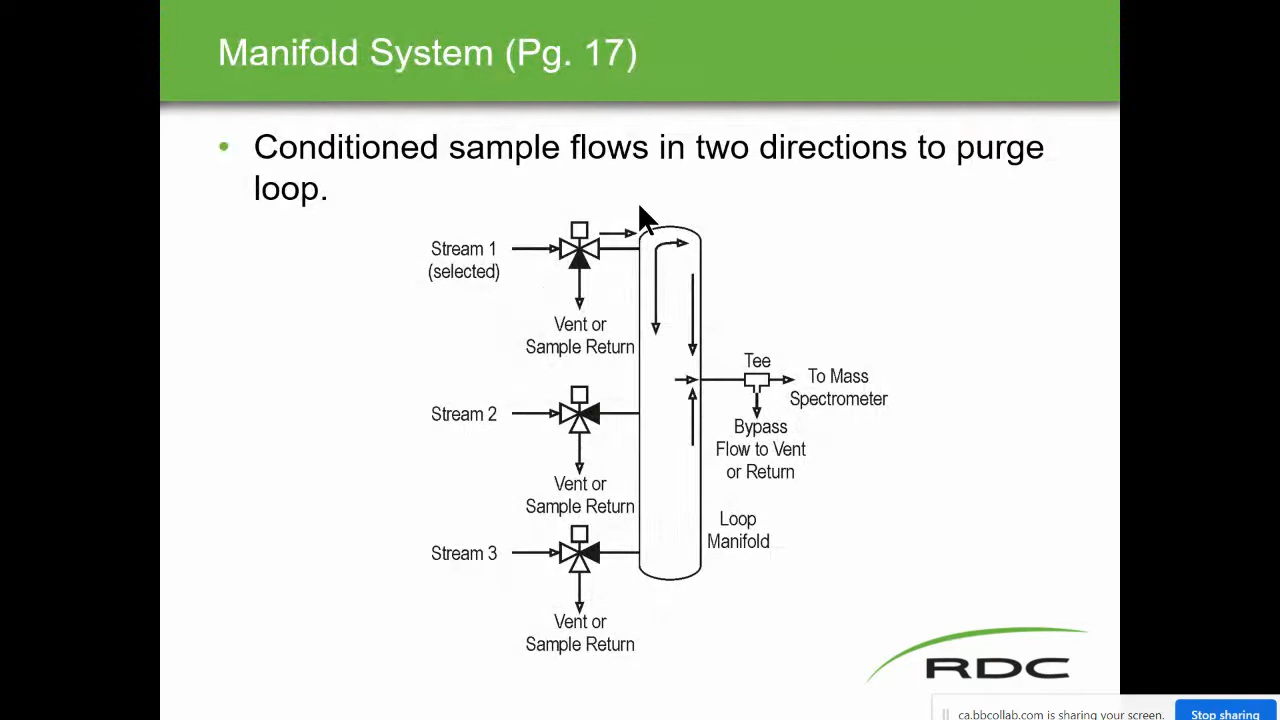 Manifold System (Pg. 17)
• Conditioned sample flows in two directions to purge
loop.
Stream 1
(selected)
Vent or
Sample Return
Tee
To Mass
Spectrometer
Stream 2
Bypass
Flow to Vent
or Return
Vent or
Sample Return
Loop
Manifold
Stream 3
Vent or
Sample Return
RDC
ca.bbcollab.com is sharing your screen.
Stop sharing